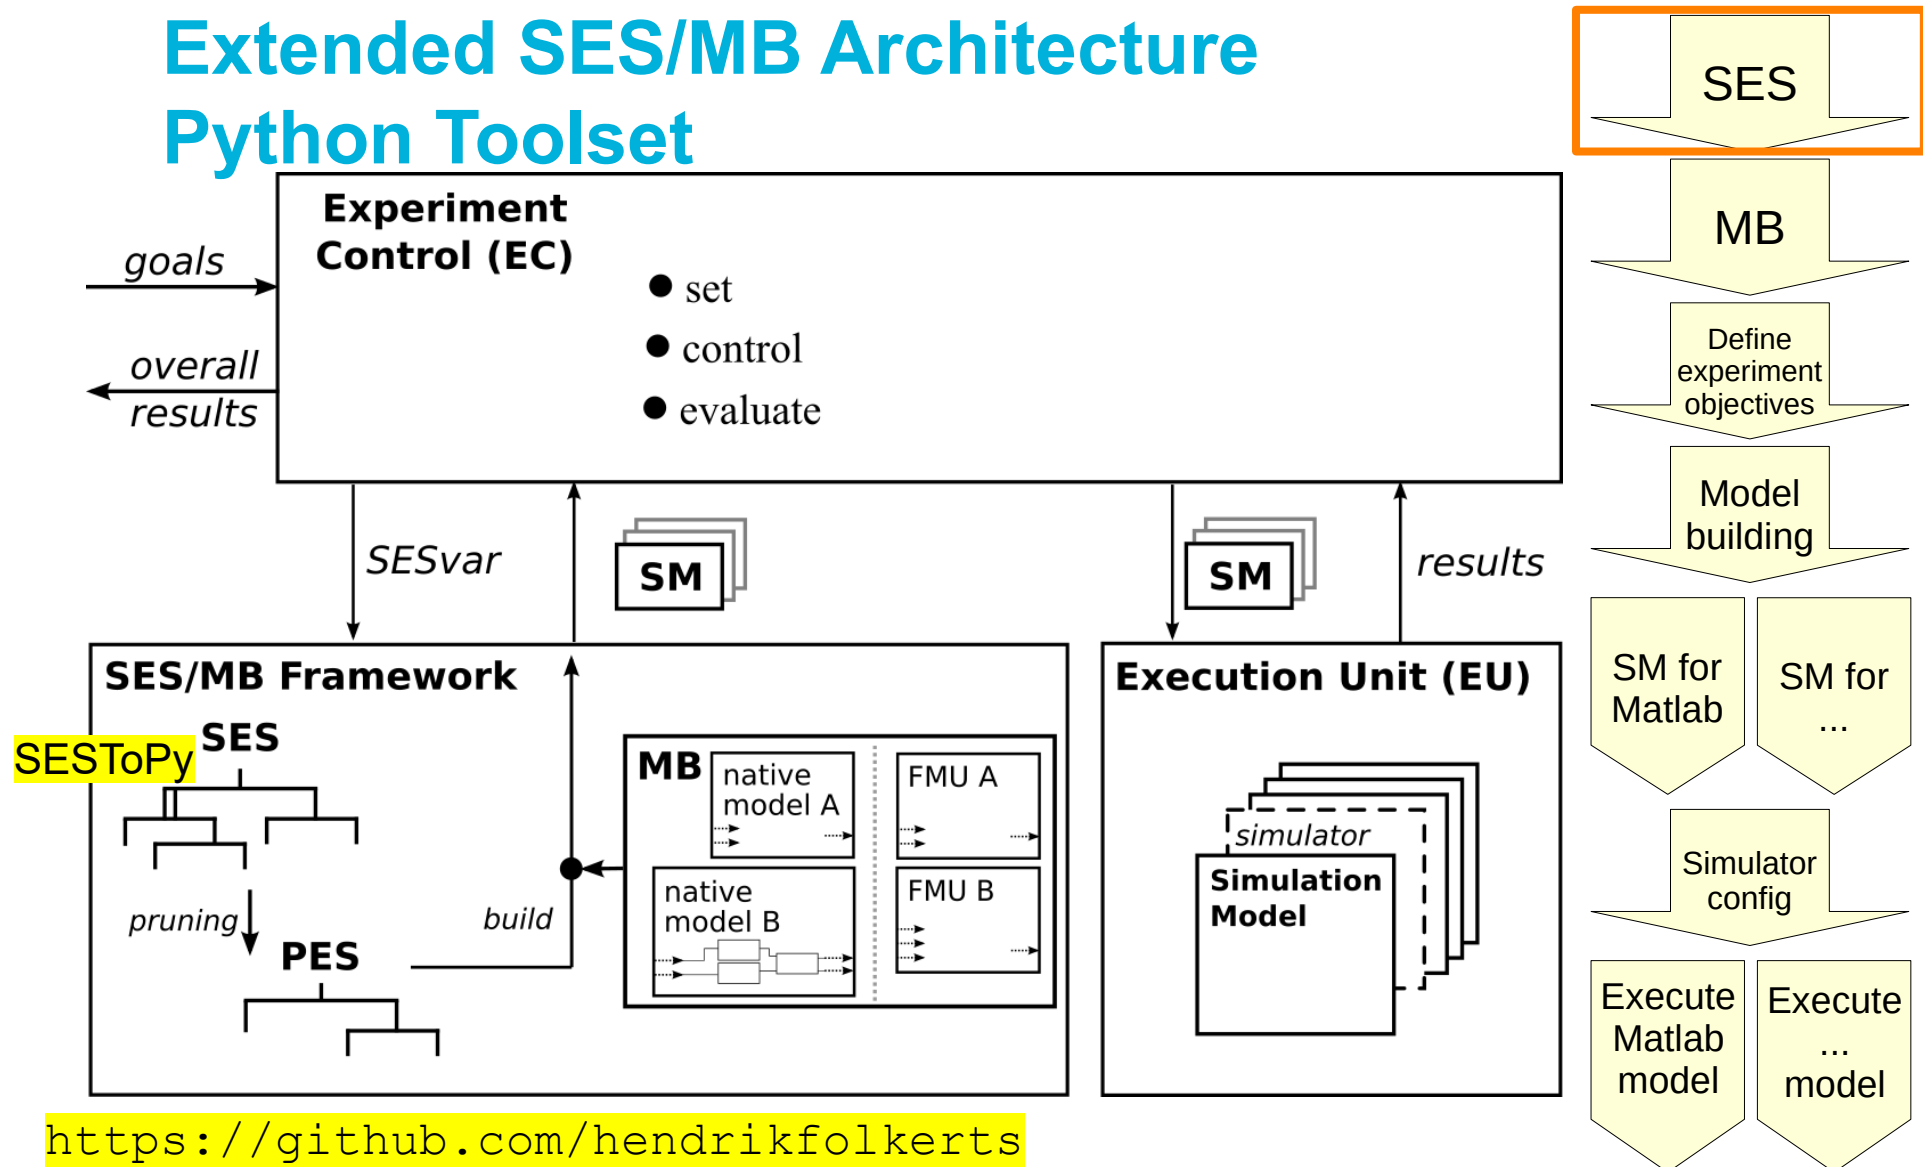 Extended SES/MB Architecture
Python Toolset
Experiment
Control (EC)
goals
overall
results
● set
● control
● evaluate
SESvar
SM
SM
results
SES/MB Framework
SES
SESToPy
pruning
PES
build
MB
native
model A
FMU A
native
model B
FMU B
Execution Unit (EU)
simulator
Simulation
Model
https://github.com/hendrikfolkerts
SES
MB
Define
experiment
objectives
Model
building
SM for
Matlab
SM for
...
Simulator
config
Execute
Matlab
model
Execute
...
model